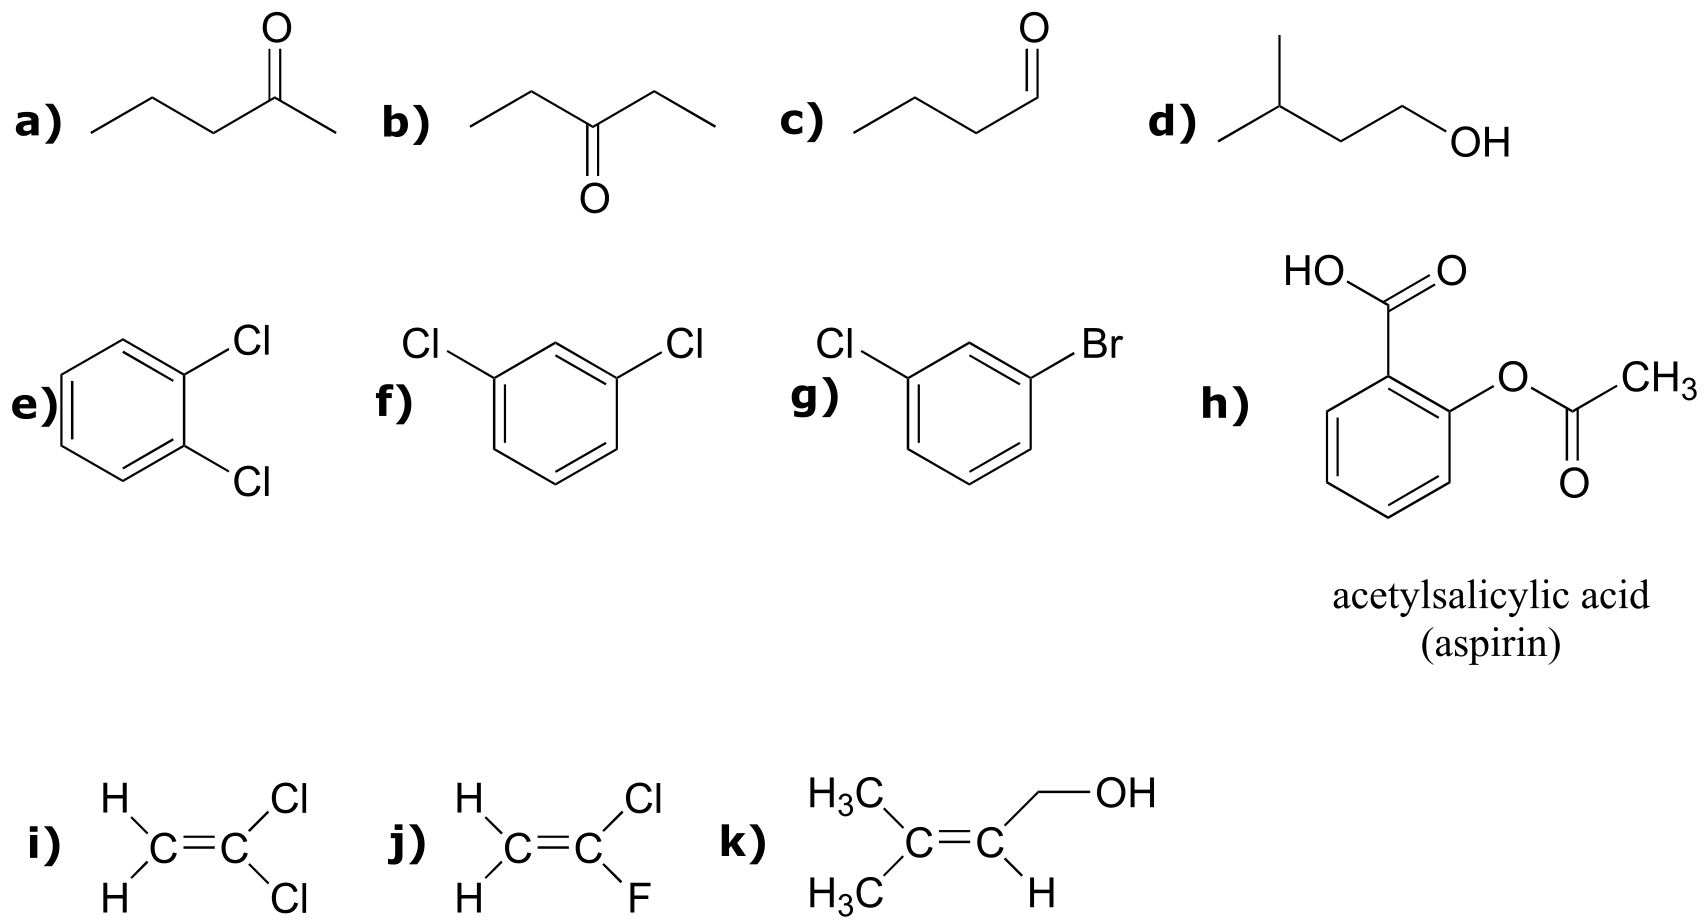 a)
O
b)
O
c)
O
d)
OH
e)
Cl
Cl
f)
Cl
Cl
g)
Cl
Br
h)
HO
O
O
CH3
O
acetylsalicylic acid
(aspirin)
i)
H
Cl
C=C
H
Cl
j)
H
Cl
C=C
H
F
k)
H3C
OH
C=C
H3C
H